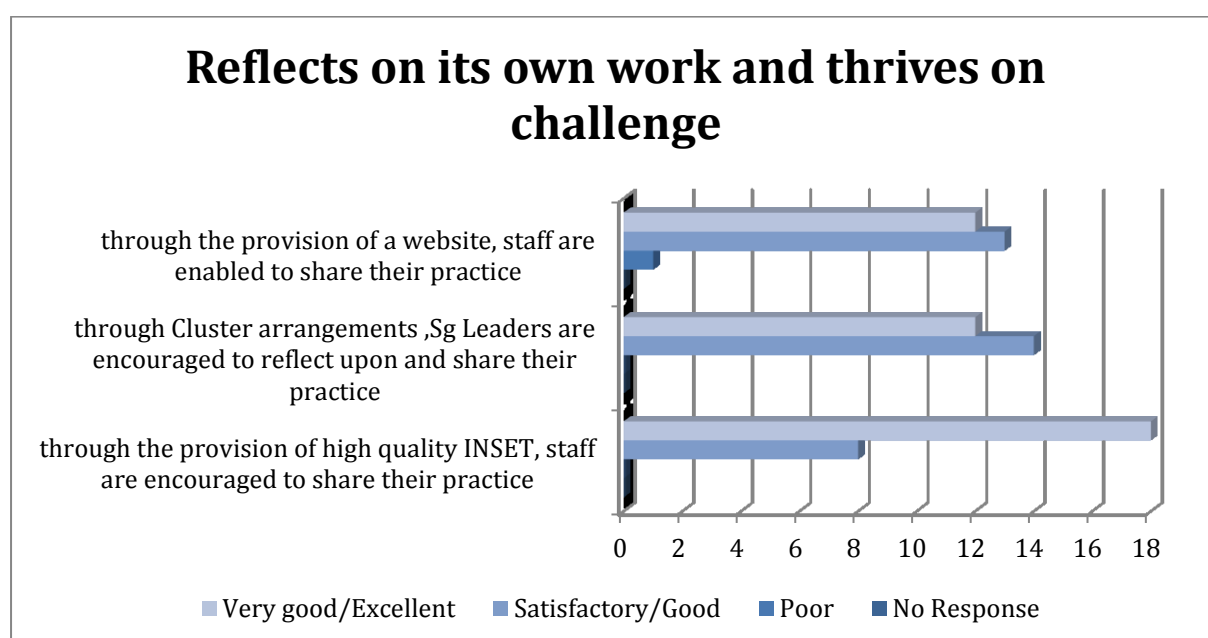 Reflects on its own work and thrives on
challenge
through the provision of a website, staff are
enabled to share their practice
through Cluster arrangements ,Sg Leaders are
encouraged to reflect upon and share their
practice
through the provision of high quality INSET, staff
are encouraged to share their practice
0 2 4 6 8 10 12 14 16 18
Very good/Excellent Satisfactory/Good Poor No Response